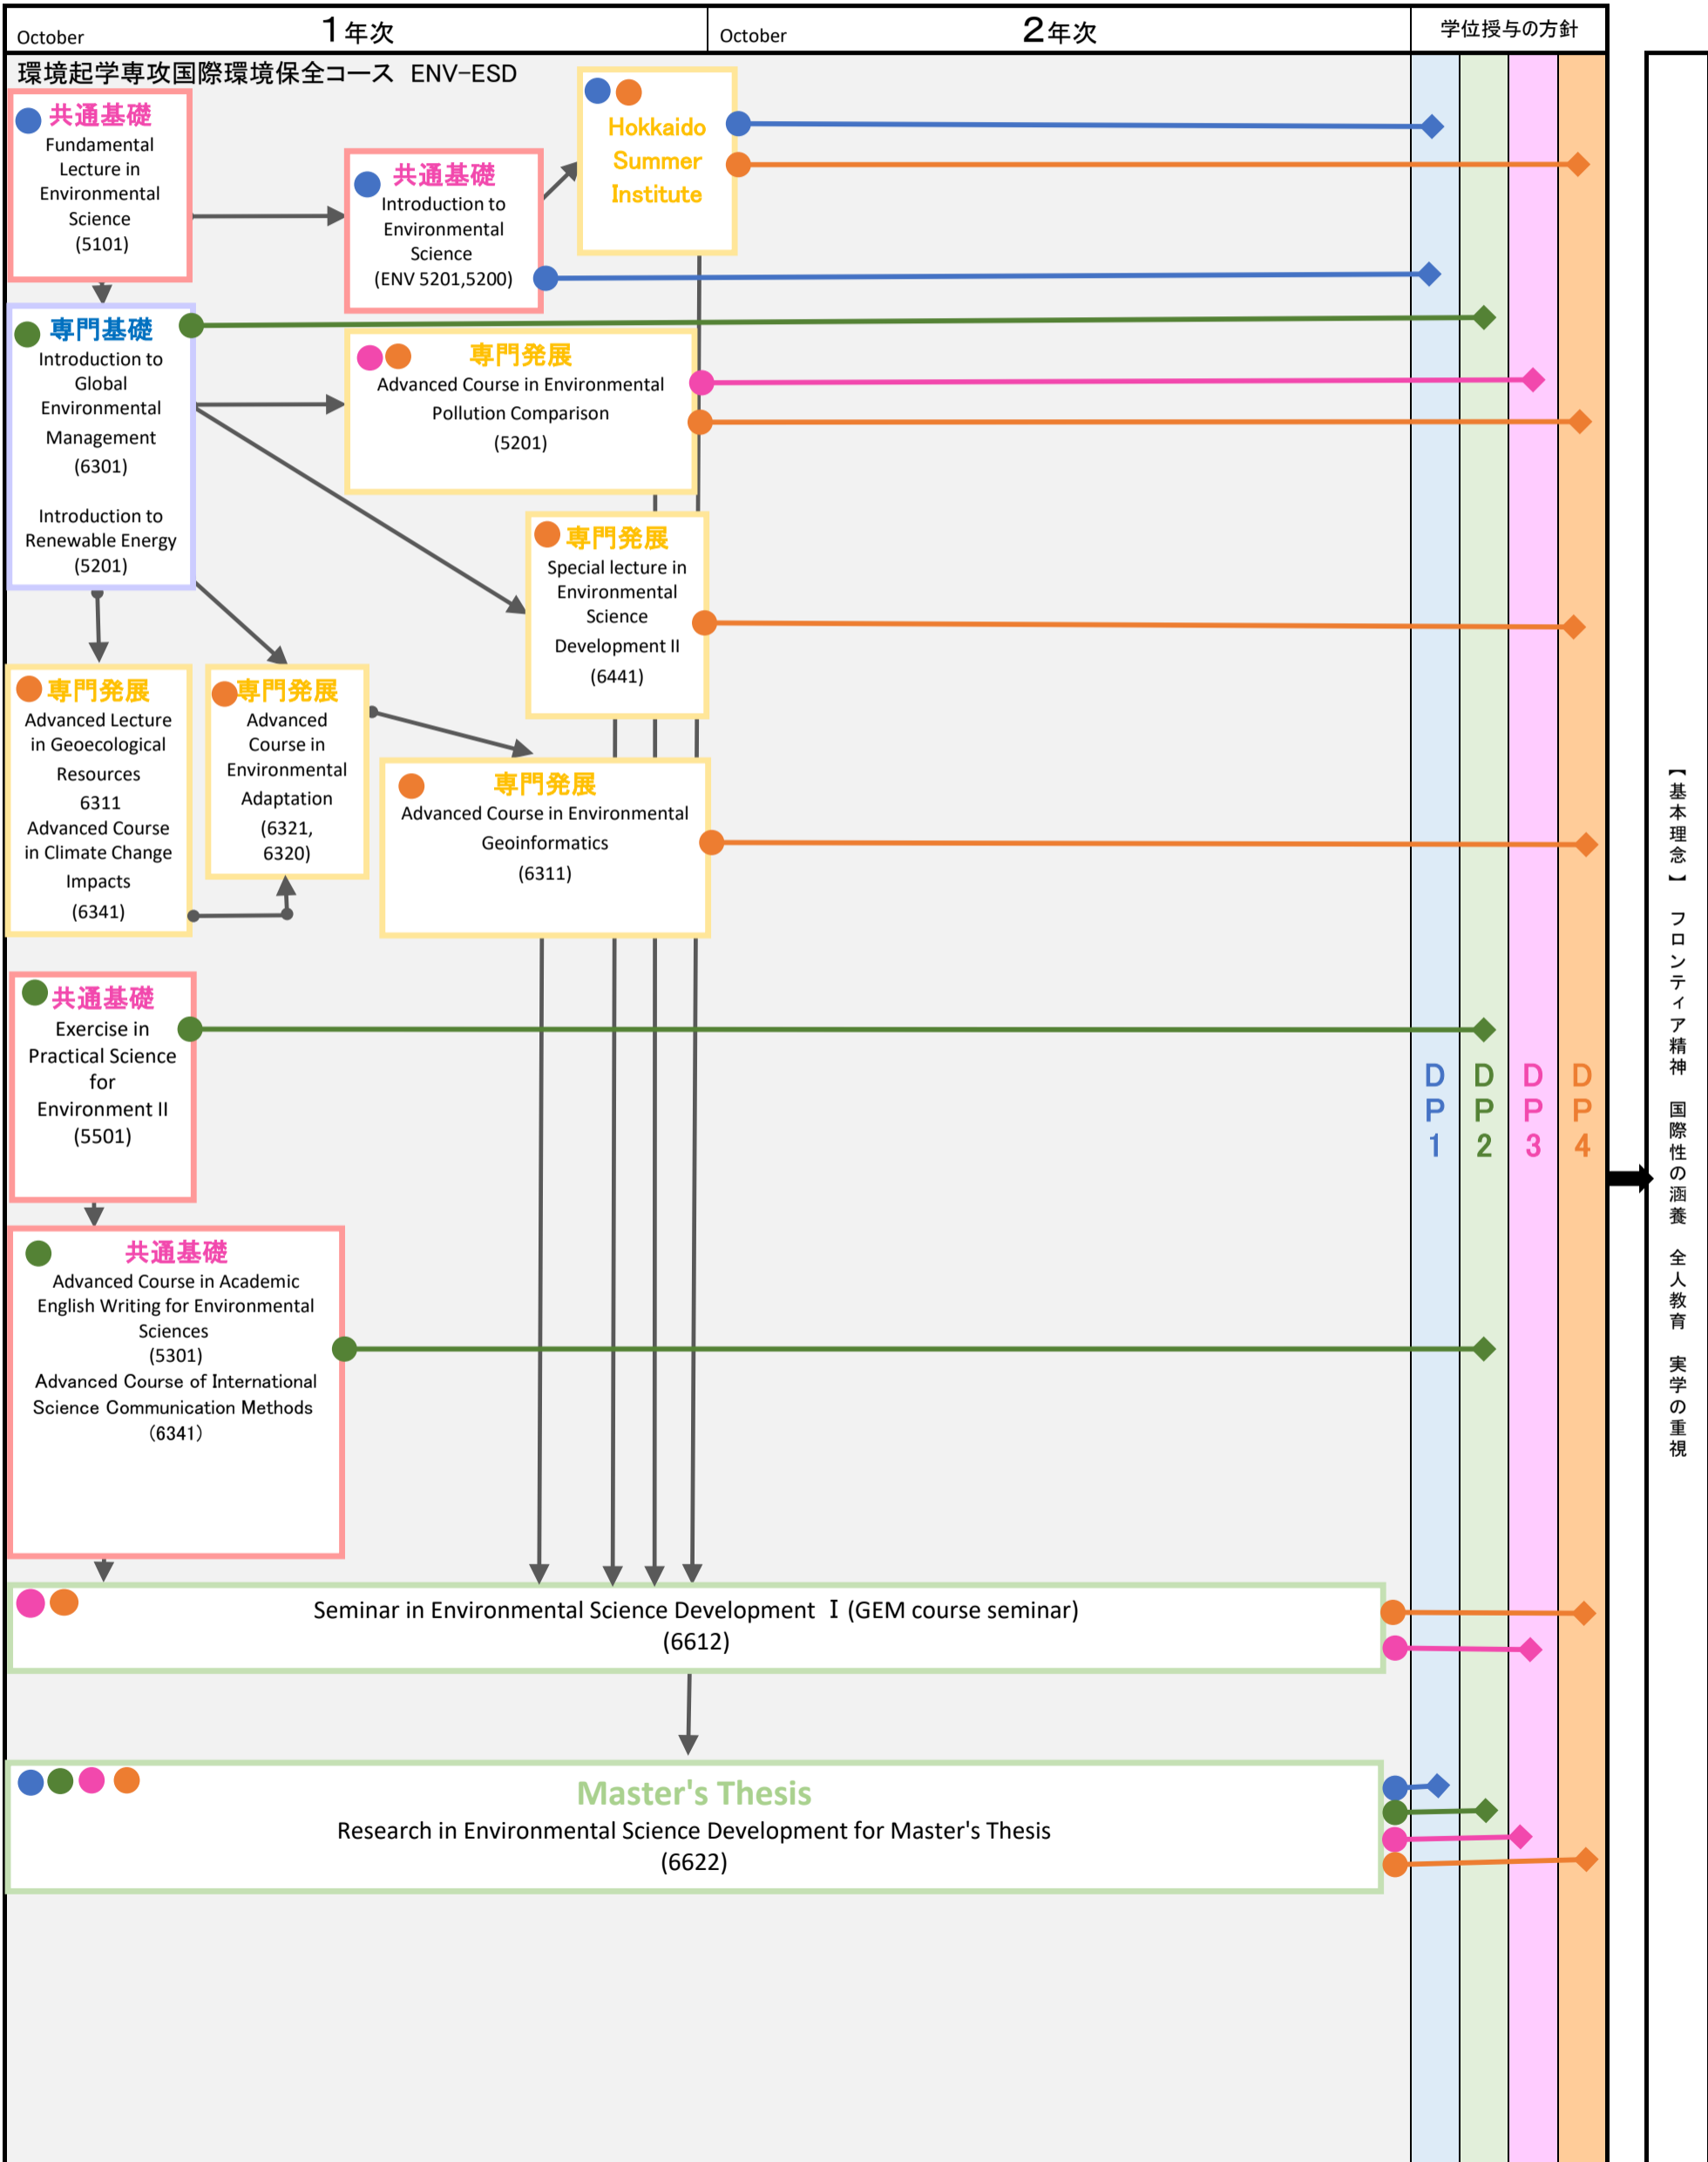 October
1年次
October
2年次
学位授与の方針
環境起学専攻国際環境保全コース ENV-ESD
共通基礎
Fundamental
Lecture in
Environmental
Science
(5101)
共通基礎
Introduction to
Environmental
Science
(ENV 5201,5200)
Hokkaido
Summer
Institute
専門基礎
Introduction to
Global
Environmental
Management
(6301)
Introduction to
Renewable Energy
(5201)
専門発展
Advanced Course in Environmental
Pollution Comparison
(5201)
専門発展
Special lecture in
Environmental
Science
Development II
(6441)
専門発展
Advanced Lecture
in Geoecological
Resources
6311
Advanced Course
in Climate Change
Impacts
(6341)
専門発展
Advanced
Course in
Environmental
Adaptation
(6321,
6320)
専門発展
Advanced Course in Environmental
Geoinformatics
(6311)
共通基礎
Exercise in
Practical Science
for
Environment II
(5501)
共通基礎
Advanced Course in Academic
English Writing for Environmental
Sciences
(5301)
Advanced Course of International
Science Communication Methods
(6341)
Seminar in Environmental Science Development Ⅰ (GEM course seminar)
(6612)
Master's Thesis
Research in Environmental Science Development for Master's Thesis
(6622)
DP1
DP2
DP3
DP4
【基本理念】 フロンティア精神 国際性の涵養 全人教育 実学の重視